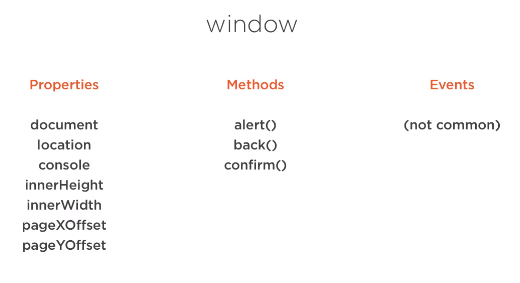 window
Properties
document
location
console
innerHeight
innerWidth
pageXOffset
pageYOffset
Methods
alert()
back()
confirm()
Events
(not common)